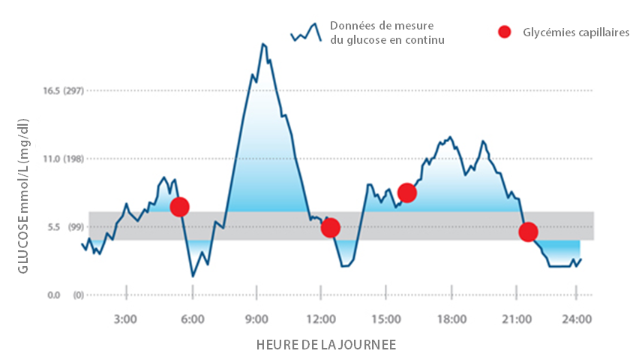 Données de mesure
du glucose en continu
Glycémies capillaires
GLUCOSE mmol/L (mg/dl)
16.5 (297)
11.0 (198)
5.5 (99)
0.0 (0)
3:00 6:00 9:00 12:00 15:00 18:00 21:00 24:00
HEURE DE LA JOURNEE